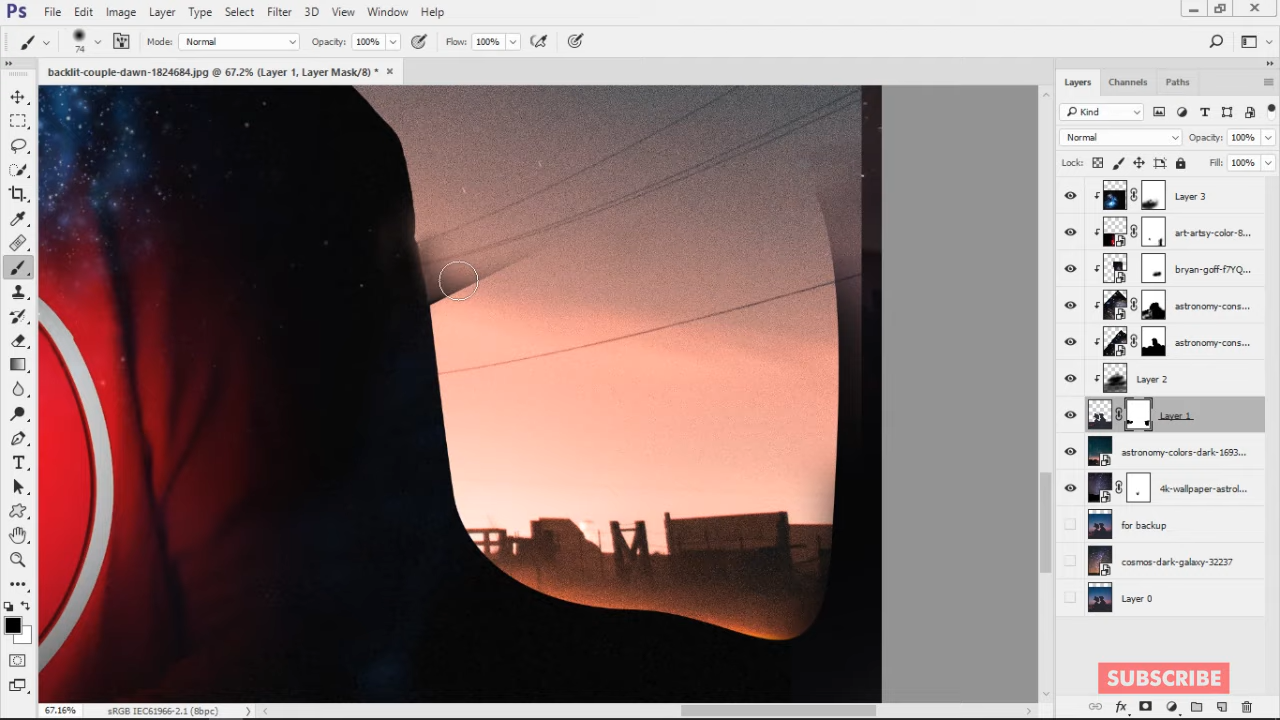 Ps File Edit Image Layer Type Select Filter 3D View Window Help
74 Mode: Normal Opacity: 100% Flow: 100%
backlit-couple-dawn-1824684.jpg @ 67.2% (Layer 1, Layer Mask/8) *
Layers Channels Paths
Kind
Normal Opacity: 100%
Lock: Fill: 100%
Layer 3
art-artsy-color-8...
bryan-goff-f7YQ...
astronomy-cons...
astronomy-cons...
Layer 2
Layer 1
astronomy-colors-dark-1693...
4k-wallpaper-astrol...
for backup
cosmos-dark-galaxy-32237
Layer 0
SUBSCRIBE
67.16% sRGB IEC61966-2.1 (8bpc)